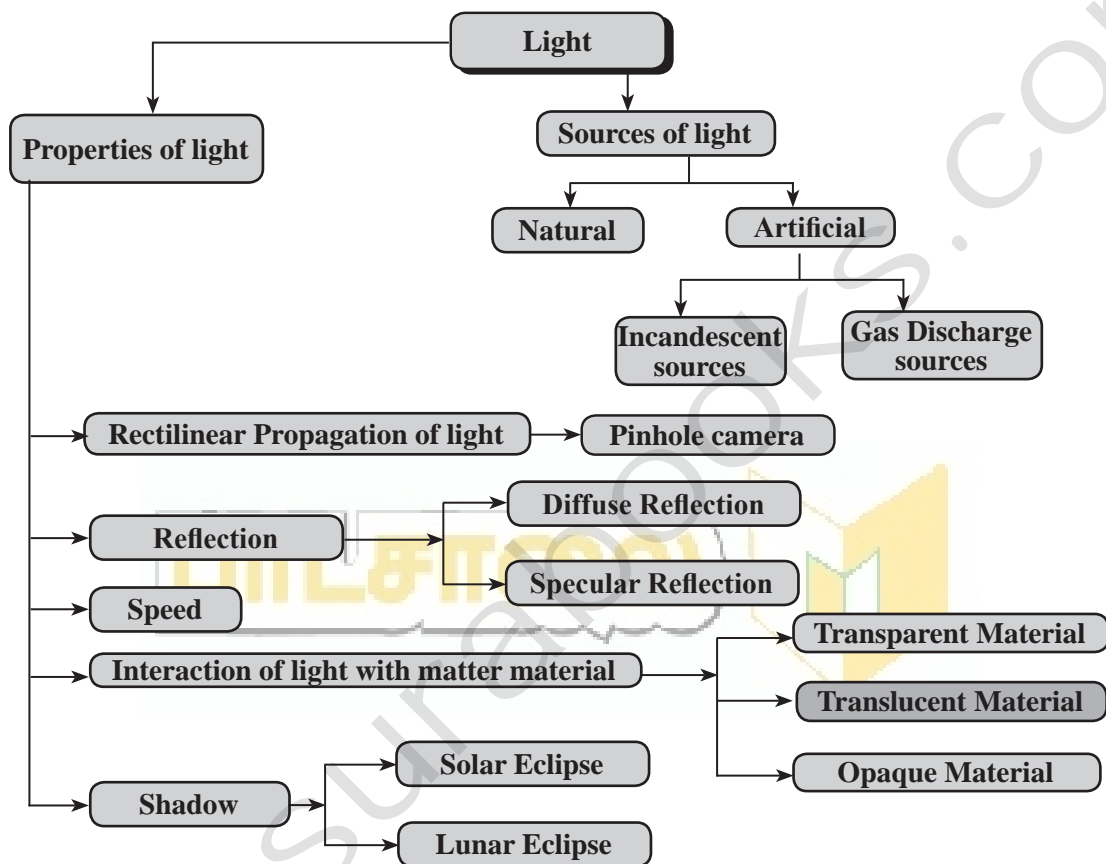 Light
Properties of light
Sources of light
Natural
Artificial
Incandescent
sources
Gas Discharge
sources
Rectilinear Propagation of light
Pinhole camera
Reflection
Diffuse Reflection
Specular Reflection
Speed
Interaction of light with matter material
Transparent Material
Translucent Material
Opaque Material
Shadow
Solar Eclipse
Lunar Eclipse
surabooks.com